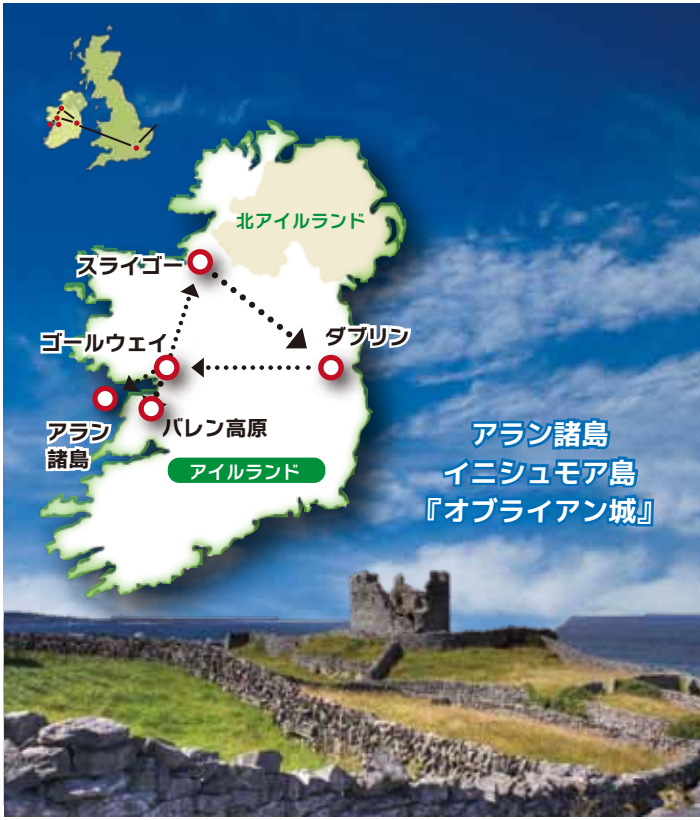 北アイルランド
スライゴー
ゴールウェイ
ダブリン
アラン
諸島
バレン高原
アイルランド
アラン諸島
イニシュモア島
『オブライアン城』